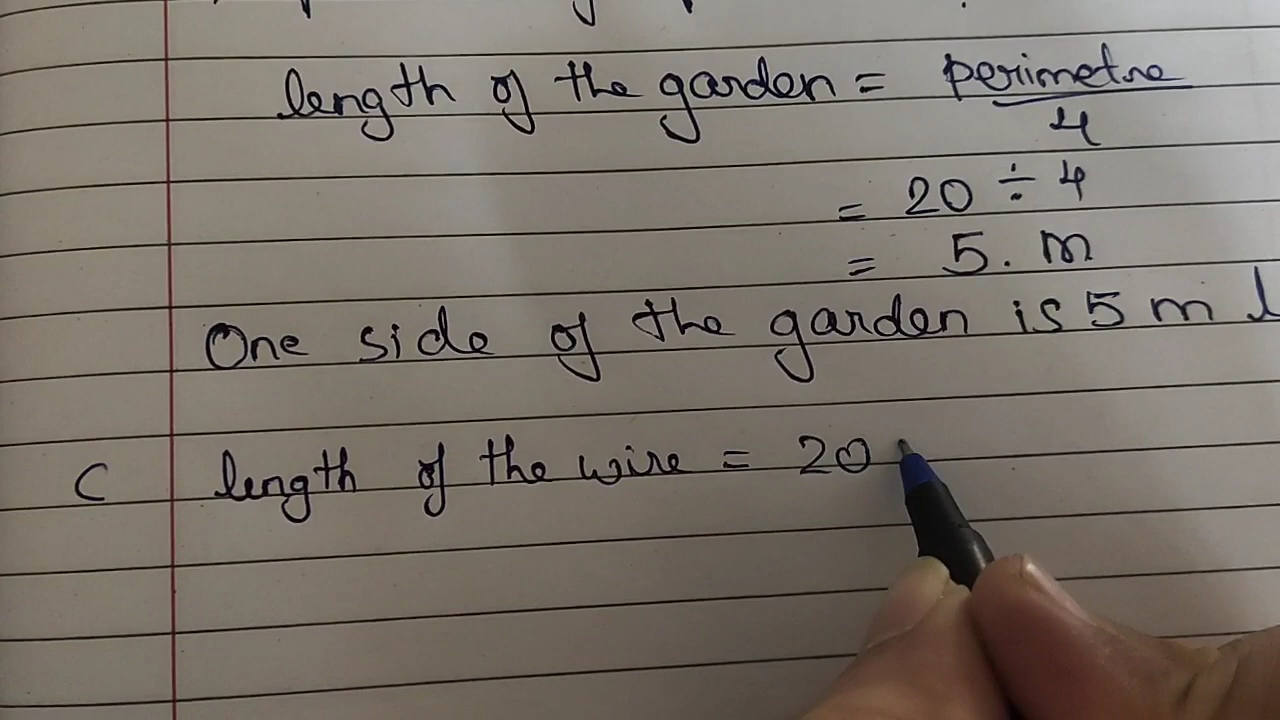 length of the garden = perimetre
4
= 20 ÷ 4
= 5. m
One side of the garden is 5 m l
C length of the wire = 20